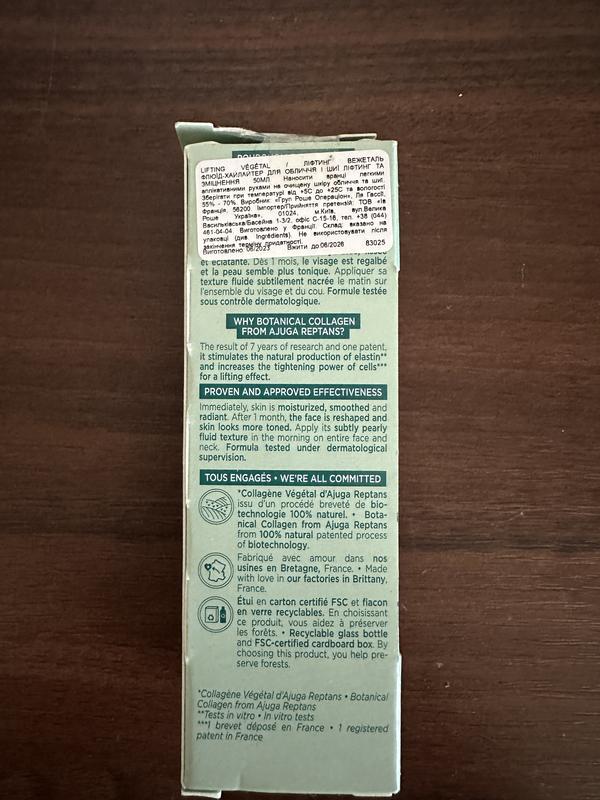 LIFTING VÉGÉTAL / ЛІФТИНГ ВЕЖЕТАЛЬ
ФЛЮЇД-ХАЙЛАЙТЕР ДЛЯ ОБЛИЧЧЯ І ШИЇ ЛІФТИНГ ТА
ЗМІЦНЕННЯ 50МЛ. Наносити вранці легкими
аплікативними рухами на очищену шкіру обличчя та шиї.
Зберігати при температурі від +5С до +25С та вологості
55% - 70%. Виробник: «Груп Роше Операціон», Ля Гассії,
Франція, 56200. Імпортер/Прийняття претензій: ТОВ «Ів
Роше Україна», 01024, м.Київ, вул.Велика
Васильківська/Басейна 1-3/2, офіс С-15-16, тел. +38 (044)
461-04-04. Виготовлено у Франції. Склад: вказано на
упаковці (див. Ingrédients). Не використовувати після
закінчення терміну придатності.
Виготовлено: 06/2023 Вжити до:06/2026 83025
et éclatante. Dès 1 mois, le visage est regalbé
et la peau semble plus tonique. Appliquer sa
texture fluide subtilement nacrée le matin sur
l'ensemble du visage et du cou. Formule testée
sous contrôle dermatologique.
WHY BOTANICAL COLLAGEN
FROM AJUGA REPTANS?
The result of 7 years of research and one patent,
it stimulates the natural production of elastin**
and increases the tightening power of cells***
for a lifting effect.
PROVEN AND APPROVED EFFECTIVENESS
Immediately, skin is moisturized, smoothed and
radiant. After 1 month, the face is reshaped and
skin looks more toned. Apply its subtly pearly
fluid texture in the morning on entire face and
neck. Formula tested under dermatological
supervision.
TOUS ENGAGÉS • WE'RE ALL COMMITTED
*Collagène Végétal d'Ajuga Reptans
issu d'un procédé breveté de bio-
technologie 100% naturel. • Bota-
nical Collagen from Ajuga Reptans
from 100% natural patented process
of biotechnology.
Fabriqué avec amour dans nos
usines en Bretagne, France. • Made
with love in our factories in Brittany,
France.
Étui en carton certifié FSC et flacon
en verre recyclables. En choisissant
ce produit, vous aidez à préserver
les forêts. • Recyclable glass bottle
and FSC-certified cardboard box. By
choosing this product, you help pre-
serve forests.
*Collagène Végétal d'Ajuga Reptans • Botanical
Collagen from Ajuga Reptans
**Tests in vitro • In vitro tests
***1 brevet déposé en France • 1 registered
patent in France